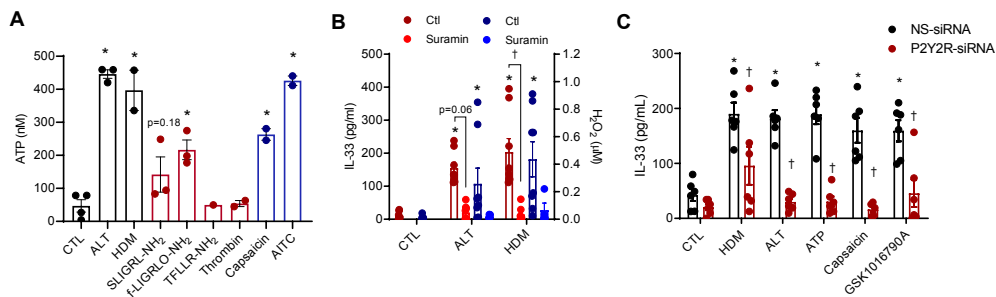 A
ATP (nM)
500
400
300
200
100
0
*
*
p=0.18
*
*
*
CTL
ALT
HDM
SLIGRL-NH2
f-LIGRLO-NH2
TFLLR-NH2
Thrombin
Capsaicin
AITC
B
Ctl
Ctl
Suramin
Suramin
IL-33 (pg/ml)
500
400
300
200
100
0
*
p=0.06
*
†
*
*
1.2
1.0
0.8
0.6
0.4
0.2
0.0
H2O2 (μM)
CTL
ALT
HDM
C
NS-siRNA
P2Y2R-siRNA
IL-33 (pg/mL)
300
200
100
0
*
†
*
†
*
†
*
†
*
†
CTL
HDM
ALT
ATP
Capsaicin
GSK1016790A